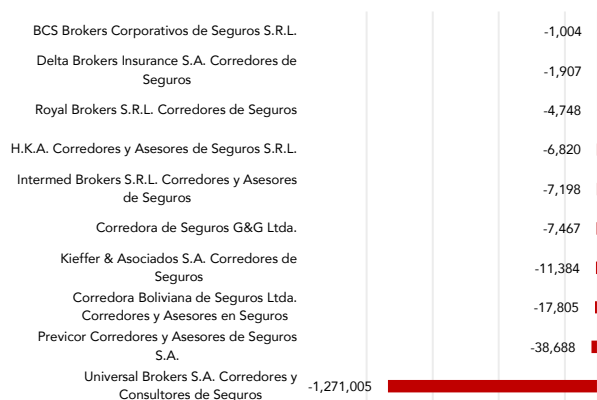 BCS Brokers Corporativos de Seguros S.R.L. -1,004
Delta Brokers Insurance S.A. Corredores de
Seguros -1,907
Royal Brokers S.R.L. Corredores de Seguros -4,748
H.K.A. Corredores y Asesores de Seguros S.R.L. -6,820
Intermed Brokers S.R.L. Corredores y Asesores
de Seguros -7,198
Corredora de Seguros G&G Ltda. -7,467
Kieffer & Asociados S.A. Corredores de
Seguros -11,384
Corredora Boliviana de Seguros Ltda.
Corredores y Asesores en Seguros -17,805
Previcor Corredores y Asesores de Seguros
S.A. -38,688
Universal Brokers S.A. Corredores y
Consultores de Seguros -1,271,005